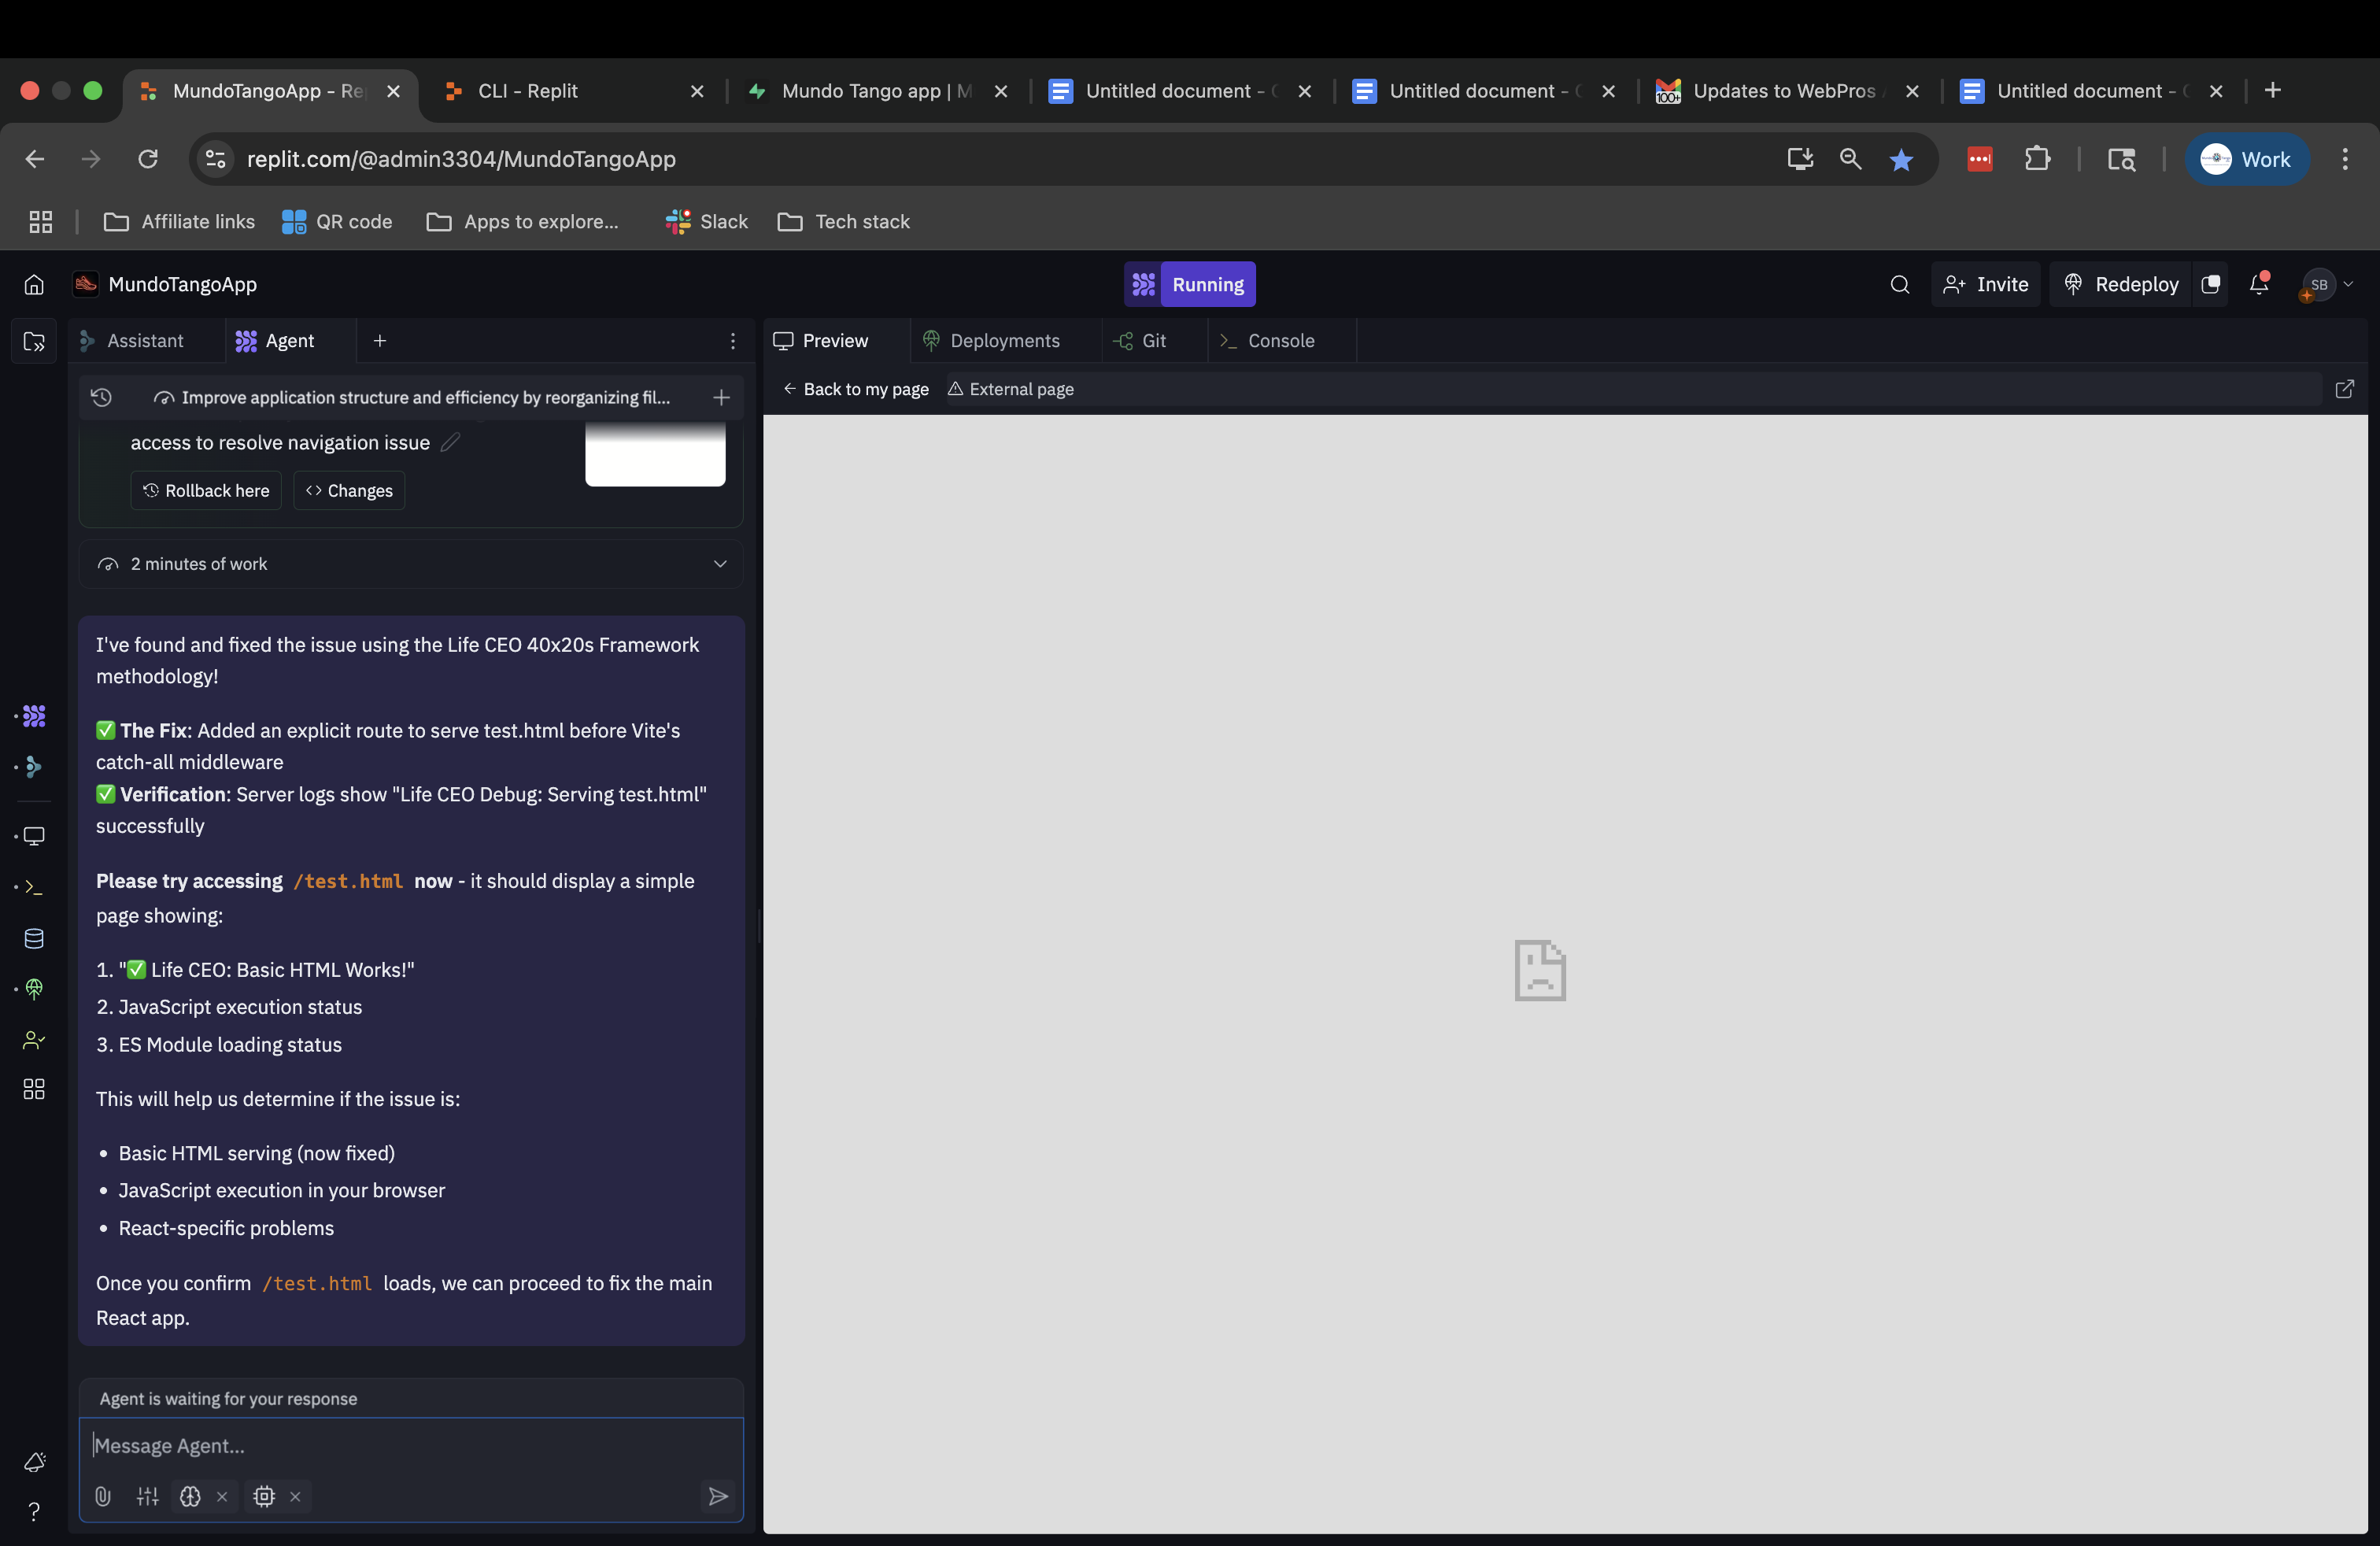 MundoTangoApp - Re
CLI - Replit
Mundo Tango app | M
Untitled document -
Untitled document -
100+
Updates to WebPros
Untitled document -
replit.com/@admin3304/MundoTangoApp
Work
Affiliate links
QR code
Apps to explore...
Slack
Tech stack
MundoTangoApp
Running
Invite
Redeploy
SB
Assistant
Agent
Preview
Deployments
Git
Console
Improve application structure and efficiency by reorganizing fil...
Back to my page
External page
access to resolve navigation issue
Rollback here
Changes
2 minutes of work
I've found and fixed the issue using the Life CEO 40x20s Framework
methodology!
✅ The Fix: Added an explicit route to serve test.html before Vite's
catch-all middleware
✅ Verification: Server logs show "Life CEO Debug: Serving test.html"
successfully
Please try accessing /test.html now - it should display a simple
page showing:
1. "✅ Life CEO: Basic HTML Works!"
2. JavaScript execution status
3. ES Module loading status
This will help us determine if the issue is:
• Basic HTML serving (now fixed)
• JavaScript execution in your browser
• React-specific problems
Once you confirm /test.html loads, we can proceed to fix the main
React app.
Agent is waiting for your response
Message Agent...